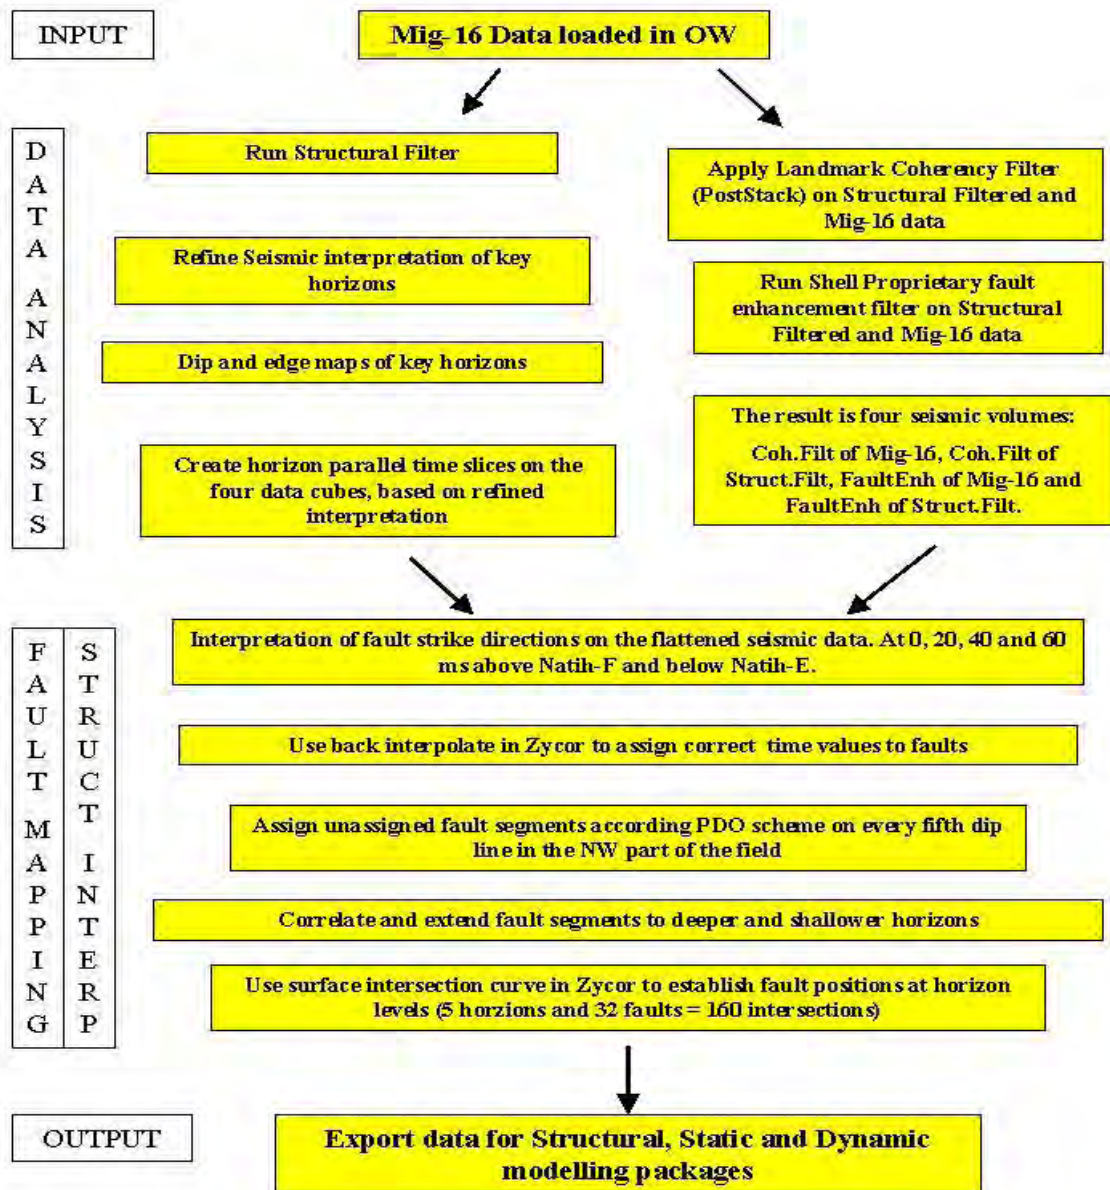 INPUT
Mig-16 Data loaded in OW
DATA ANALYSIS
Run Structural Filter
Refine Seismic interpretation of key
horizons
Dip and edge maps of key horizons
Create horizon parallel time slices on the
four data cubes, based on refined
interpretation
Apply Landmark Coherency Filter
(PostStack) on Structural Filtered and
Mig-16 data
Run Shell Proprietary fault
enhancement filter on Structural
Filtered and Mig-16 data
The result is four seismic volumes:
Coh.Filt of Mig-16, Coh.Filt of
Struct.Filt, FaultEnh of Mig-16 and
FaultEnh of Struct.Filt.
FAULT MAPPING
STRUCT INTERP
Interpretation of fault strike directions on the flattened seismic data. At 0, 20, 40 and 60
ms above Natih-F and below Natih-E.
Use back interpolate in Zycor to assign correct time values to faults
Assign unassigned fault segments according PDO scheme on every fifth dip
line in the NW part of the field
Correlate and extend fault segments to deeper and shallower horizons
Use surface intersection curve in Zycor to establish fault positions at horizon
levels (5 horzions and 32 faults = 160 intersections)
OUTPUT
Export data for Structural, Static and Dynamic
modelling packages